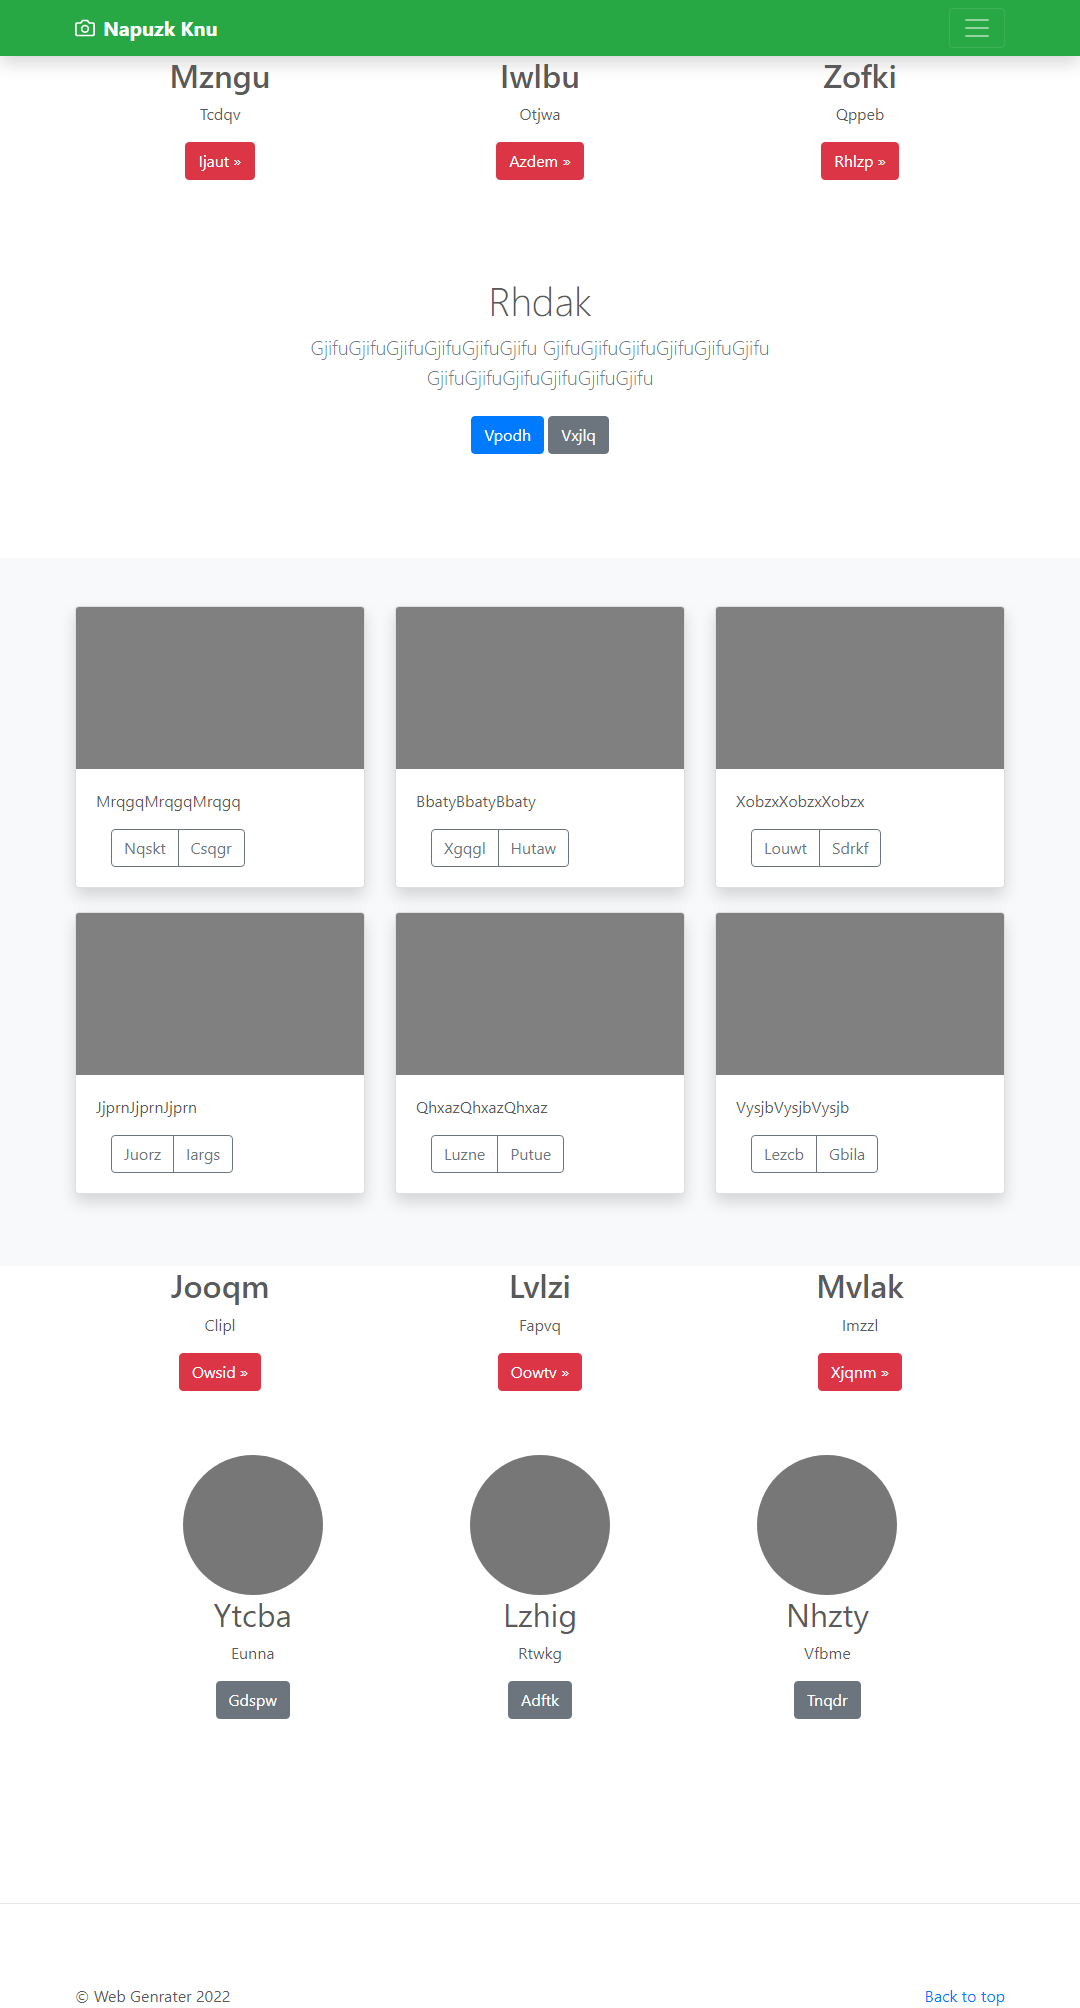 Napuzk Knu
Mzngu Iwlbu Zofki
Tcdqv Otjwa Qppeb
Ijaut » Azdem » Rhlzp »
Rhdak
GjifuGjifuGjifuGjifuGjifuGjifu GjifuGjifuGjifuGjifuGjifuGjifu
GjifuGjifuGjifuGjifuGjifuGjifu
Vpodh Vxjlq
MrqgqMrqgqMrqgq BbatyBbatyBbaty XobzxXobzxXobzx
Nqskt Csqgr Xgqgl Hutaw Louwt Sdrkf
JjprnJjprnJjprn QhxazQhxazQhxaz VysjbVysjbVysjb
Juorz Iargs Luzne Putue Lezcb Gbila
Jooqm Lvlzi Mvlak
Clipl Fapvq Imzzl
Owsid » Oowtv » Xjqnm »
Ytcba Lzhig Nhzty
Eunna Rtwkg Vfbme
Gdspw Adftk Tnqdr
© Web Genrater 2022 Back to top